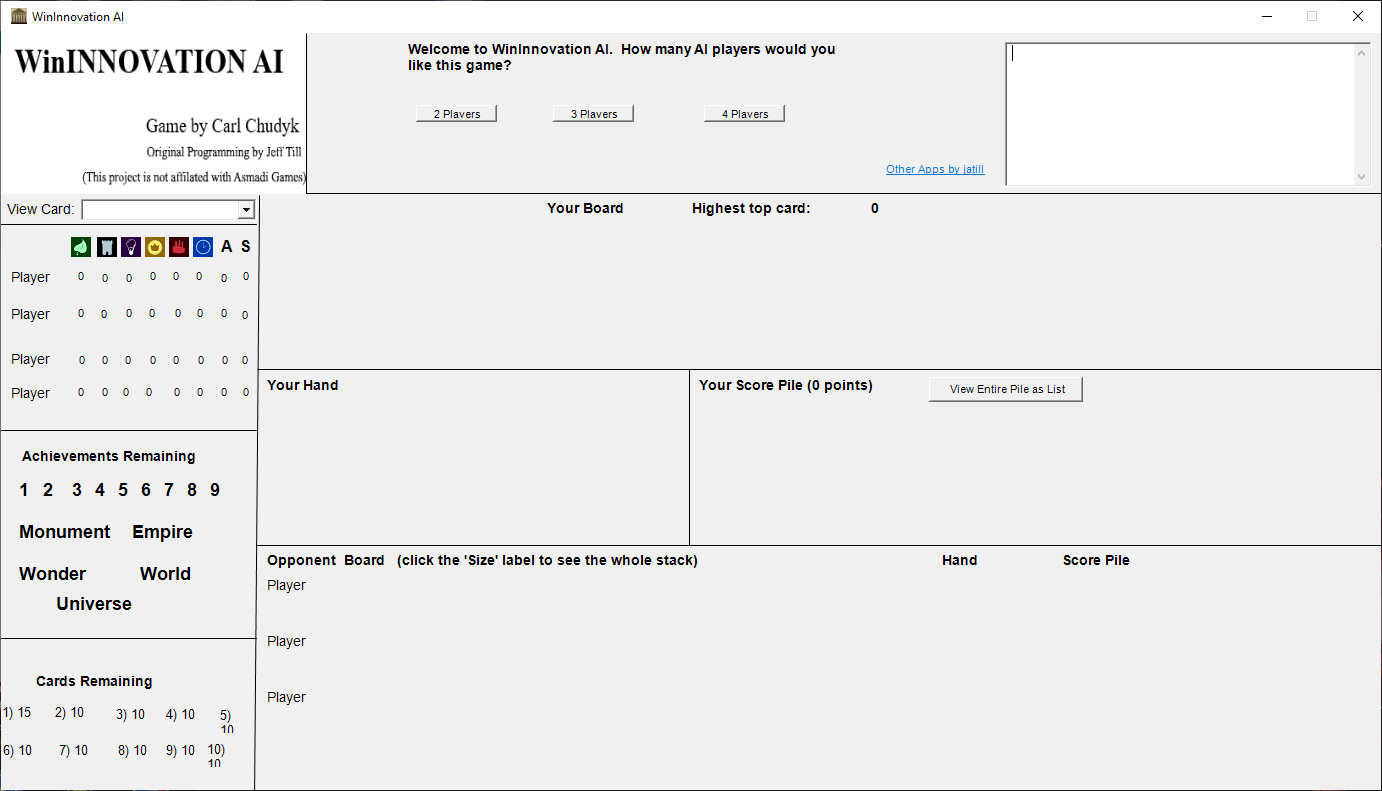 WinInnovation AI
WinINNOVATION AI
Game by Carl Chudyk
Original Programming by Jeff Till
(This project is not affilated with Asmadi Games)
Welcome to WinInnovation AI. How many AI players would you
like this game?
2 Players 3 Players 4 Players
Other Apps by jatill
View Card:
A S
Player 0 0 0 0 0 0 0 0
Player 0 0 0 0 0 0 0 0
Player 0 0 0 0 0 0 0 0
Player 0 0 0 0 0 0 0 0
Achievements Remaining
1 2 3 4 5 6 7 8 9
Monument Empire
Wonder World
Universe
Cards Remaining
1) 15 2) 10 3) 10 4) 10 5) 10
6) 10 7) 10 8) 10 9) 10 10) 10
Your Board Highest top card: 0
Your Hand
Your Score Pile (0 points) View Entire Pile as List
Opponent Board (click the 'Size' label to see the whole stack) Hand Score Pile
Player
Player
Player